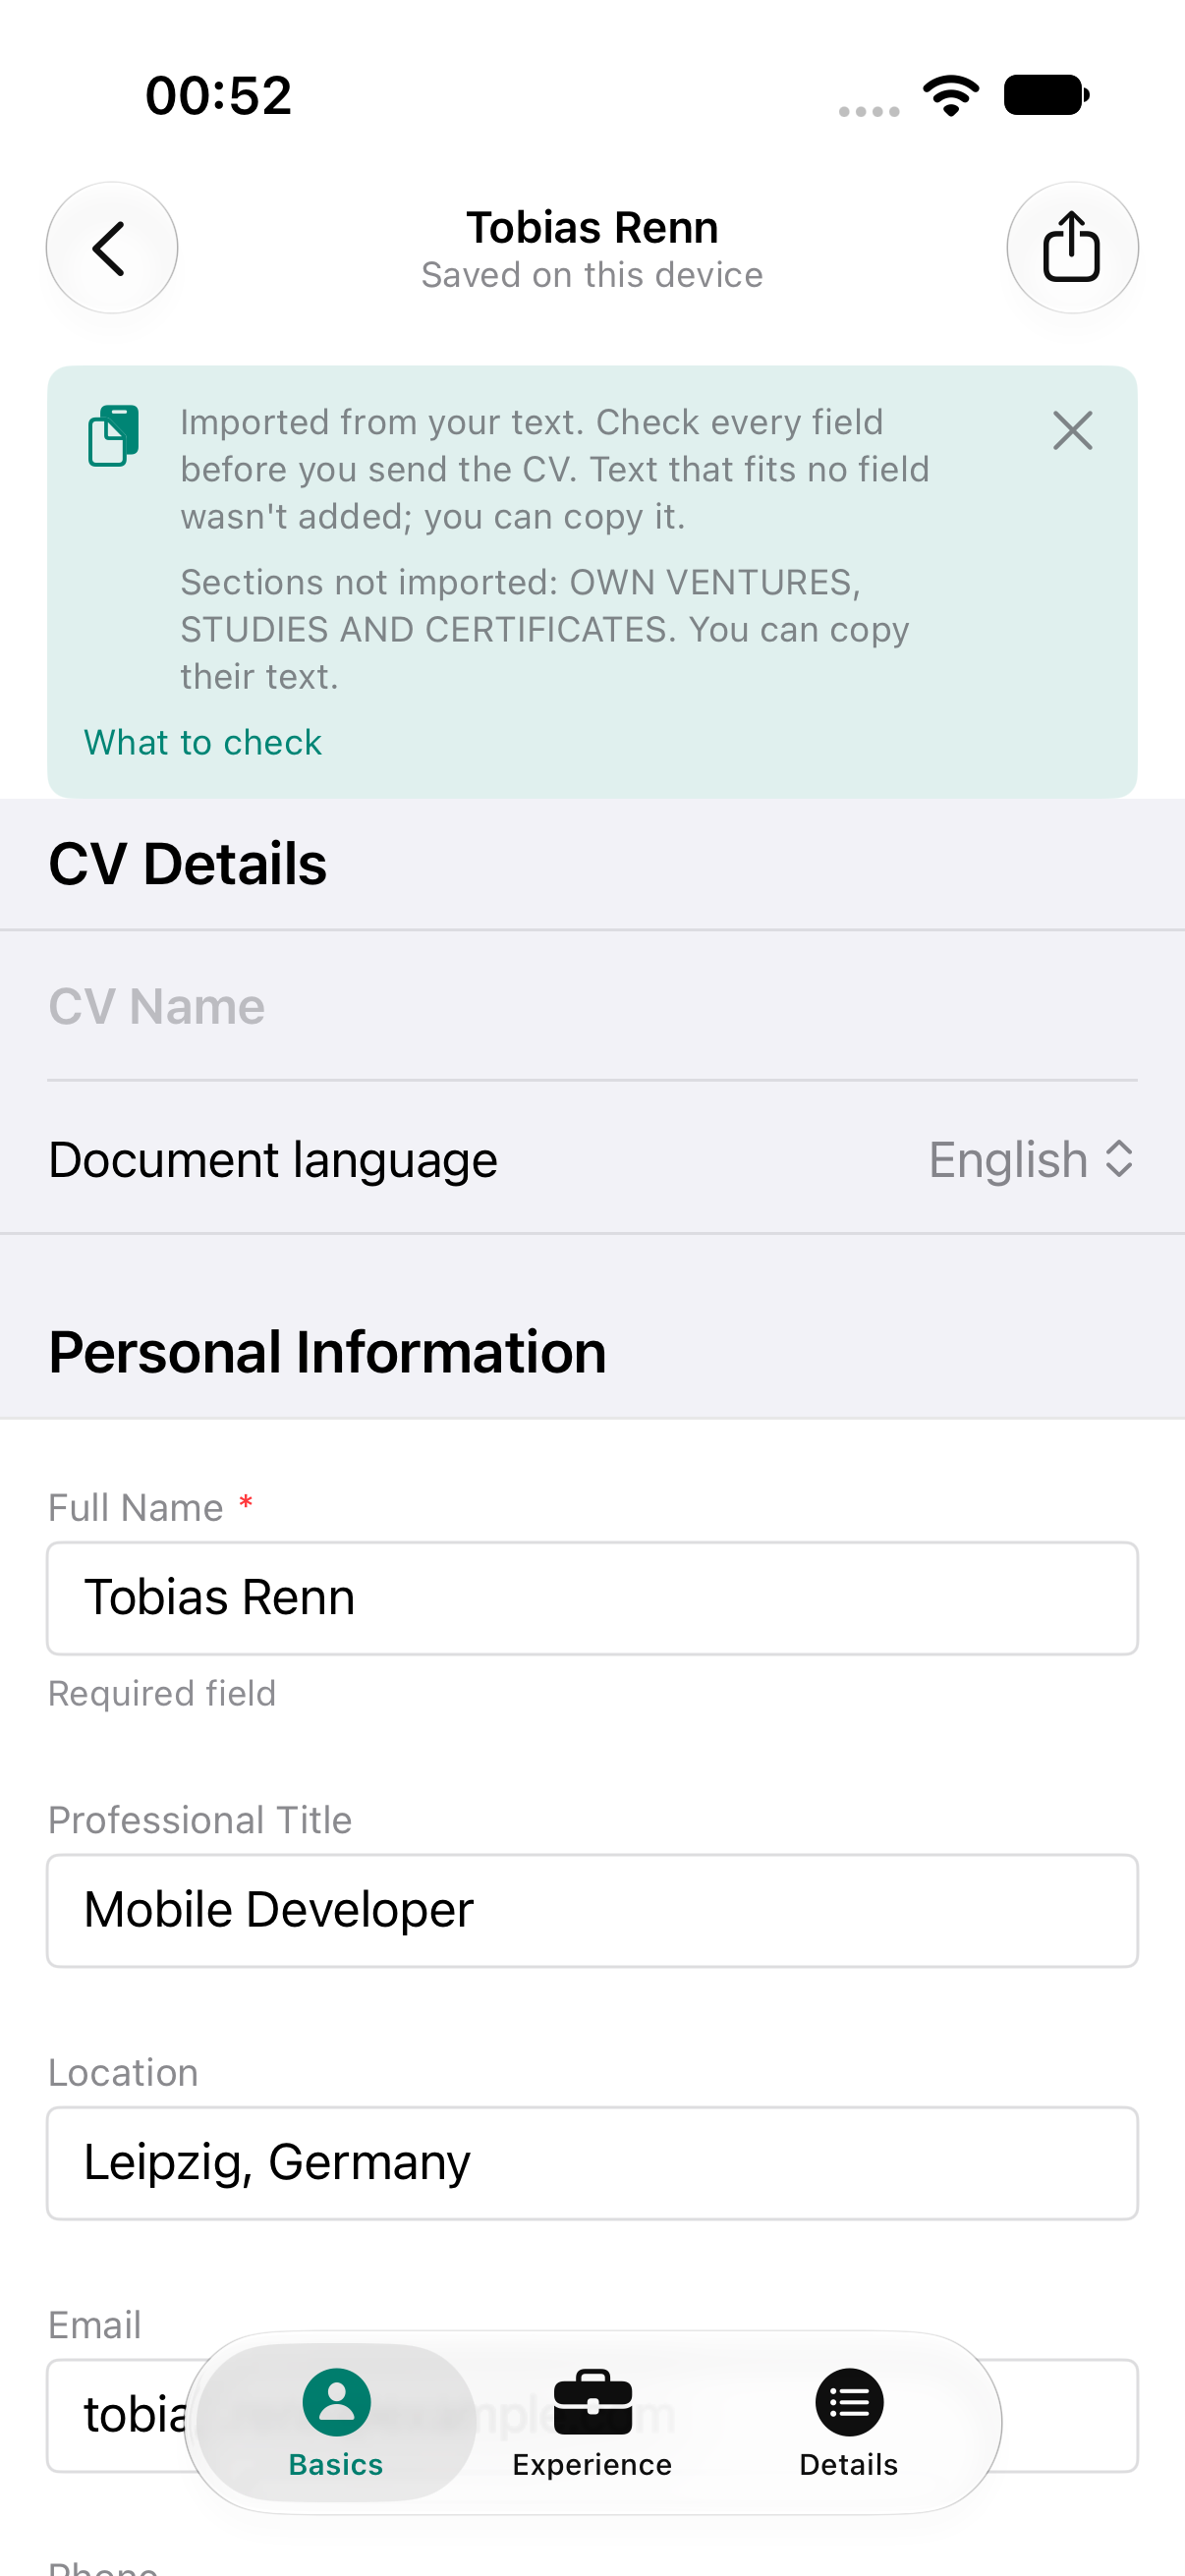 00:52
Tobias Renn
Saved on this device
Imported from your text. Check every field
before you send the CV. Text that fits no field
wasn't added; you can copy it.
Sections not imported: OWN VENTURES,
STUDIES AND CERTIFICATES. You can copy
their text.
What to check
CV Details
CV Name
Document language
English
Personal Information
Full Name *
Tobias Renn
Required field
Professional Title
Mobile Developer
Location
Leipzig, Germany
Email
Basics
Experience
Details